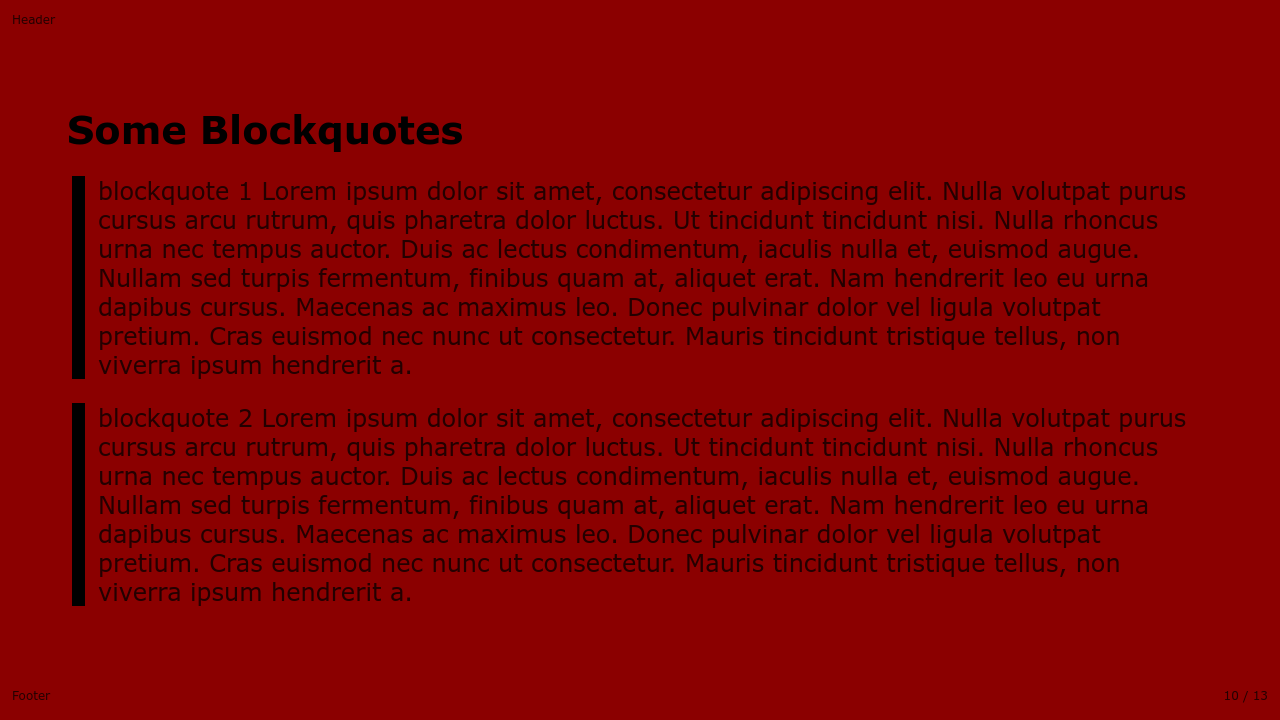 Header
Some Blockquotes
blockquote 1 Lorem ipsum dolor sit amet, consectetur adipiscing elit. Nulla volutpat purus
cursus arcu rutrum, quis pharetra dolor luctus. Ut tincidunt tincidunt nisi. Nulla rhoncus
urna nec tempus auctor. Duis ac lectus condimentum, iaculis nulla et, euismod augue.
Nullam sed turpis fermentum, finibus quam at, aliquet erat. Nam hendrerit leo eu urna
dapibus cursus. Maecenas ac maximus leo. Donec pulvinar dolor vel ligula volutpat
pretium. Cras euismod nec nunc ut consectetur. Mauris tincidunt tristique tellus, non
viverra ipsum hendrerit a.
blockquote 2 Lorem ipsum dolor sit amet, consectetur adipiscing elit. Nulla volutpat purus
cursus arcu rutrum, quis pharetra dolor luctus. Ut tincidunt tincidunt nisi. Nulla rhoncus
urna nec tempus auctor. Duis ac lectus condimentum, iaculis nulla et, euismod augue.
Nullam sed turpis fermentum, finibus quam at, aliquet erat. Nam hendrerit leo eu urna
dapibus cursus. Maecenas ac maximus leo. Donec pulvinar dolor vel ligula volutpat
pretium. Cras euismod nec nunc ut consectetur. Mauris tincidunt tristique tellus, non
viverra ipsum hendrerit a.
Footer
10 / 13